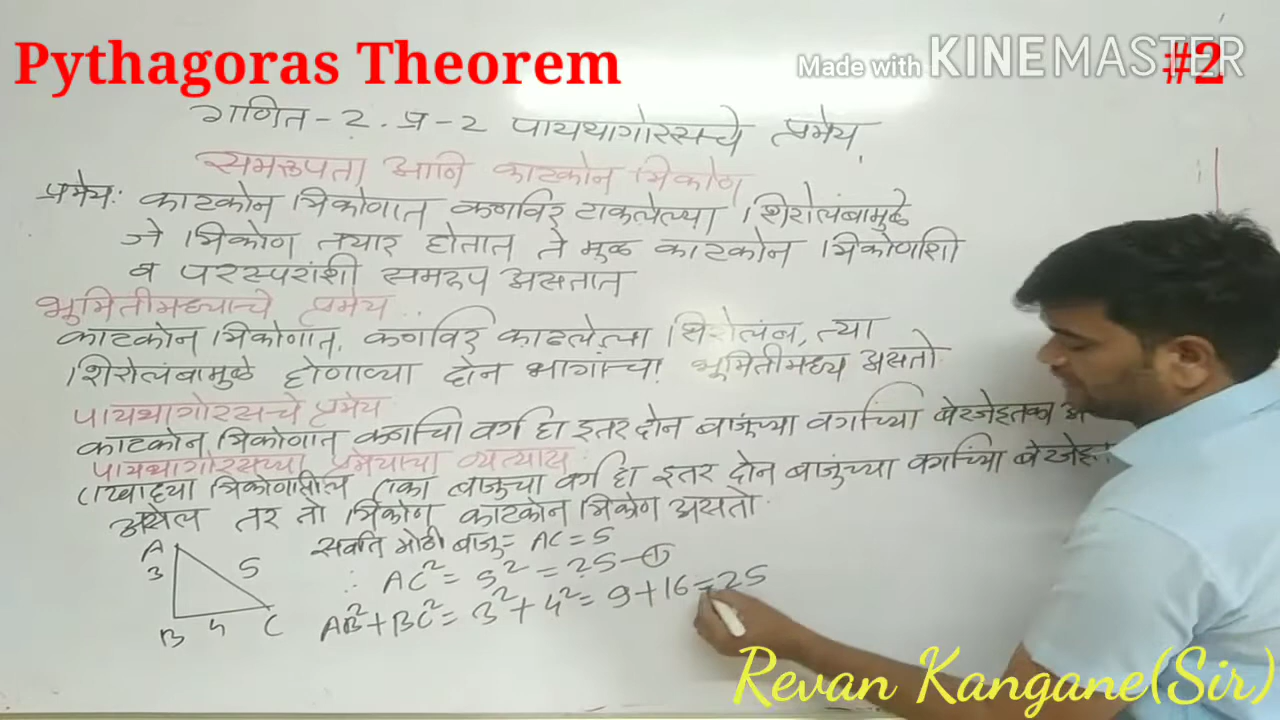 Pythagoras Theorem
Made with KINEMASTER
#2
गणित-2. प्र-2 पायथागोरसचे प्रमेय.
समरूपता आणि काटकोन त्रिकोण
प्रमेय: काटकोन त्रिकोणात कर्णावर टाकलेल्या शिरोलंबामुळे
जे त्रिकोण तयार होतात ते मुळ काटकोन त्रिकोणाशी
व परस्परांशी समरुप असतात
भुमितीमध्याचे प्रमेय..
काटकोन त्रिकोणात, कर्णावर काढलेला शिरोलंब, त्या
शिरोलंबामुळे होणाऱ्या दोन भागांचा भूमितीमध्य असतो.
पायथागोरसचे प्रमेय
काटकोन त्रिकोणात कर्णाचा वर्ग हा इतर दोन बाजूंच्या वर्गाच्या बेरजेइतका
पायथागोरसच्या प्रमेयाचा व्यत्यास:
एखाद्या त्रिकोणातील एका बाजुचा वर्ग हा इतर दोन बाजुंच्या वर्गाच्या
असेल तर तो त्रिकोण काटकोन त्रिकोण असतो.
A
3 5
B 4 C
सर्वात मोठी बाजू = AC = 5
∴ AC² = 5² = 25 - ①
AB² + BC² = 3² + 4² = 9 + 16 = 25
Revan Kangane(Sir)